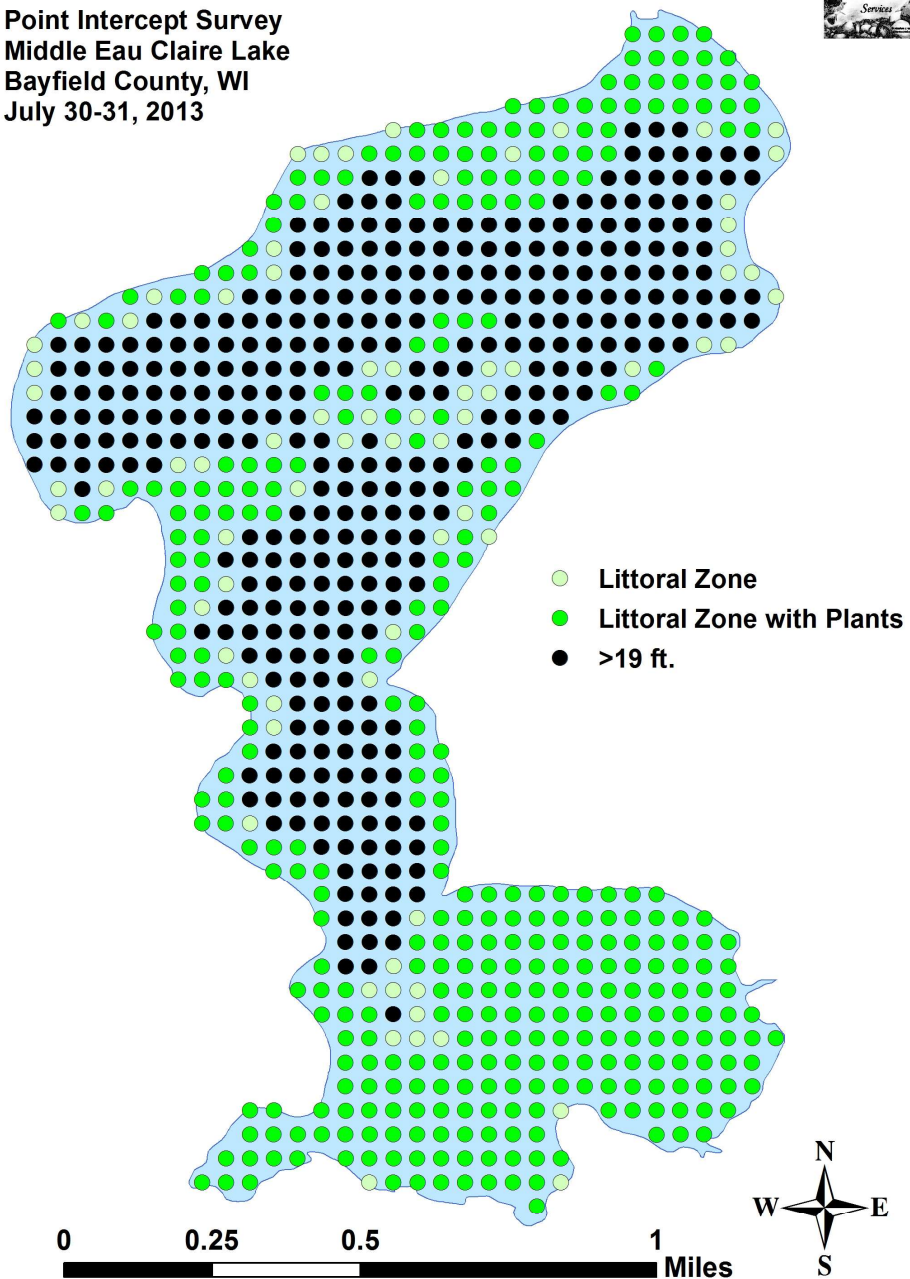 Point Intercept Survey
Middle Eau Claire Lake
Bayfield County, WI
July 30-31, 2013
Services
Littoral Zone
Littoral Zone with Plants
>19 ft.
N
W E
S
0 0.25 0.5 1
Miles